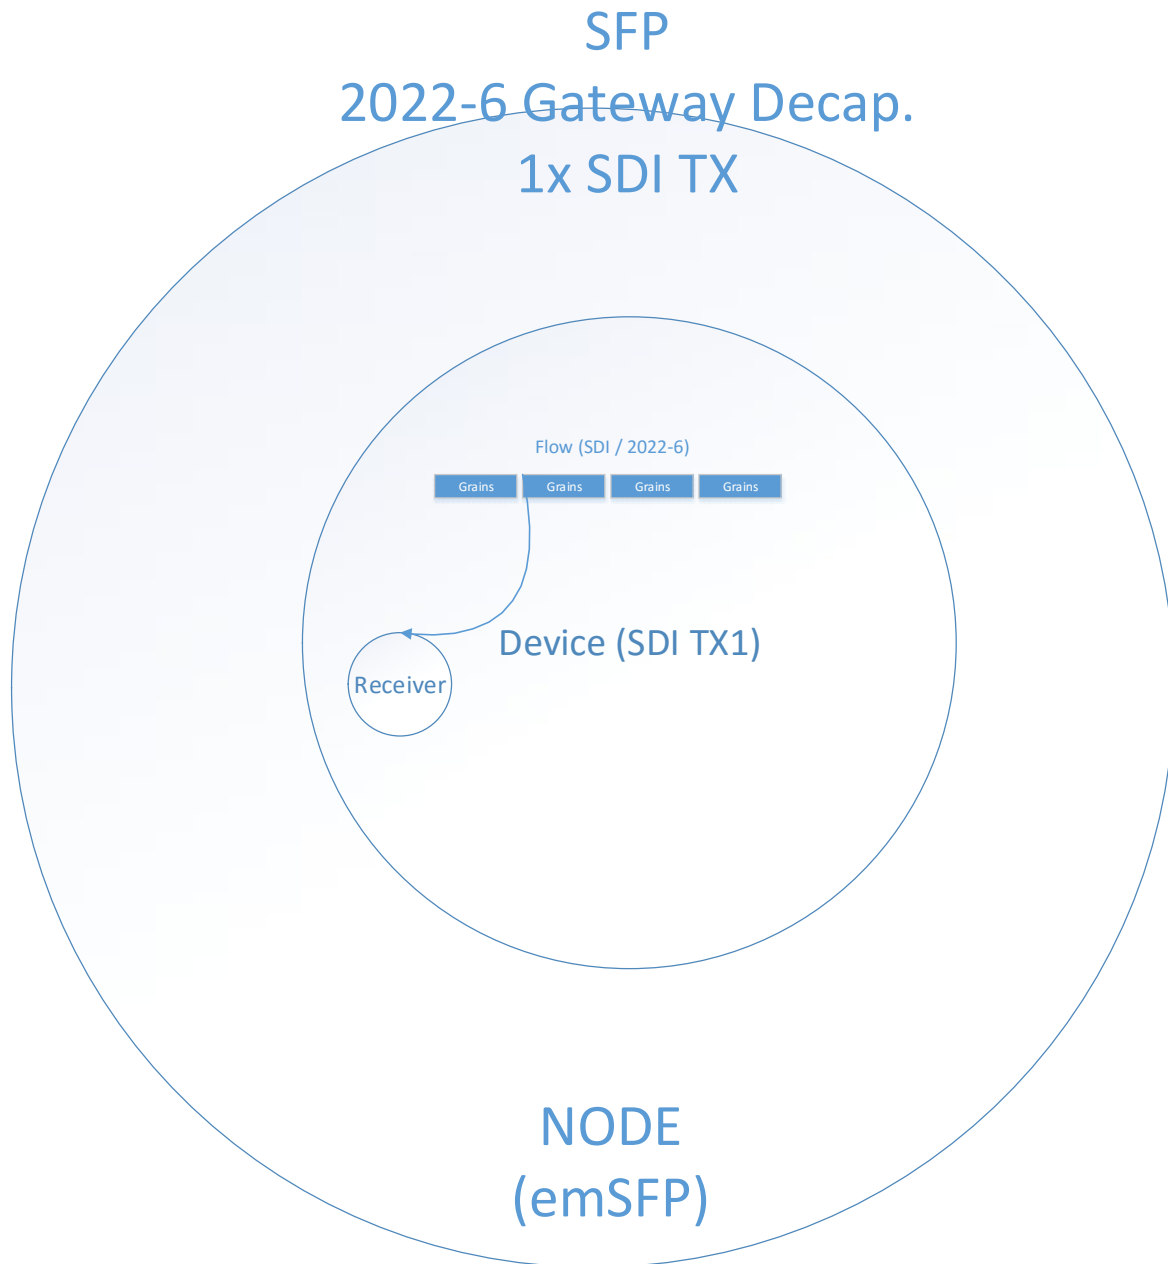 SFP
2022-6 Gateway Decap.
1x SDI TX
Flow (SDI / 2022-6)
Grains Grains Grains Grains
Device (SDI TX1)
Receiver
NODE
(emSFP)